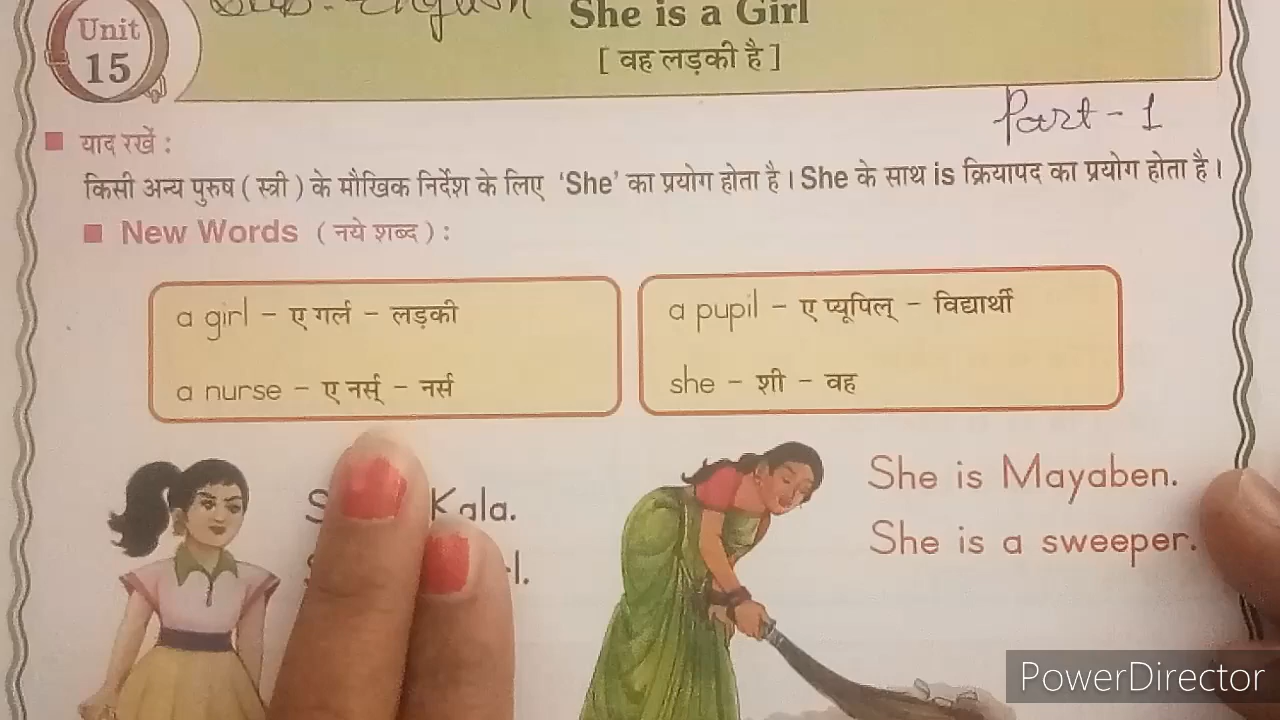 Unit
15
She is a Girl
[ वह लड़की है ]
Part - 1
याद रखें :
किसी अन्य पुरुष ( स्त्री ) के मौखिक निर्देश के लिए 'She' का प्रयोग होता है । She के साथ is क्रियापद का प्रयोग होता है ।
New Words ( नये शब्द ) :
a girl – ए गर्ल – लड़की
a nurse – ए नर्स् – नर्स
a pupil – ए प्यूपिल् – विद्यार्थी
she – शी – वह
Kala.
She is Mayaben.
She is a sweeper.
PowerDirector